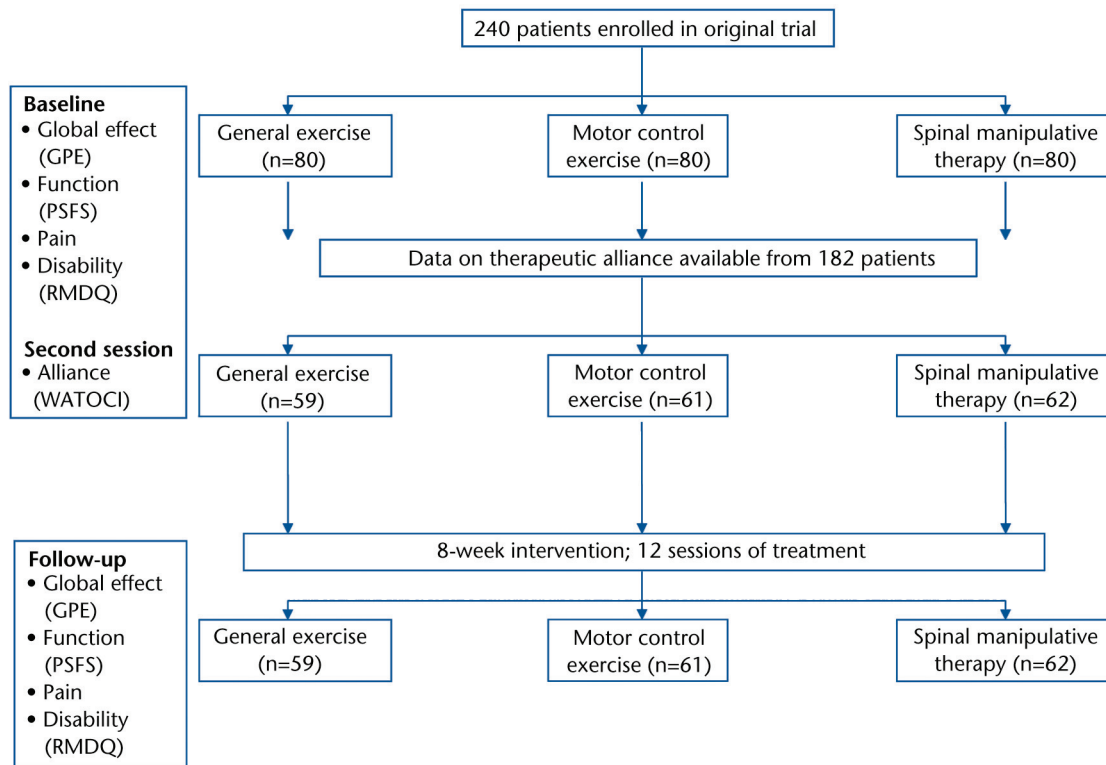 240 patients enrolled in original trial
Baseline
• Global effect
(GPE)
• Function
(PSFS)
• Pain
• Disability
(RMDQ)
Second session
• Alliance
(WATOCI)
General exercise
(n=80)
Motor control
exercise (n=80)
Spinal manipulative
therapy (n=80)
Data on therapeutic alliance available from 182 patients
General exercise
(n=59)
Motor control
exercise (n=61)
Spinal manipulative
therapy (n=62)
8-week intervention; 12 sessions of treatment
Follow-up
• Global effect
(GPE)
• Function
(PSFS)
• Pain
• Disability
(RMDQ)
General exercise
(n=59)
Motor control
exercise (n=61)
Spinal manipulative
therapy (n=62)